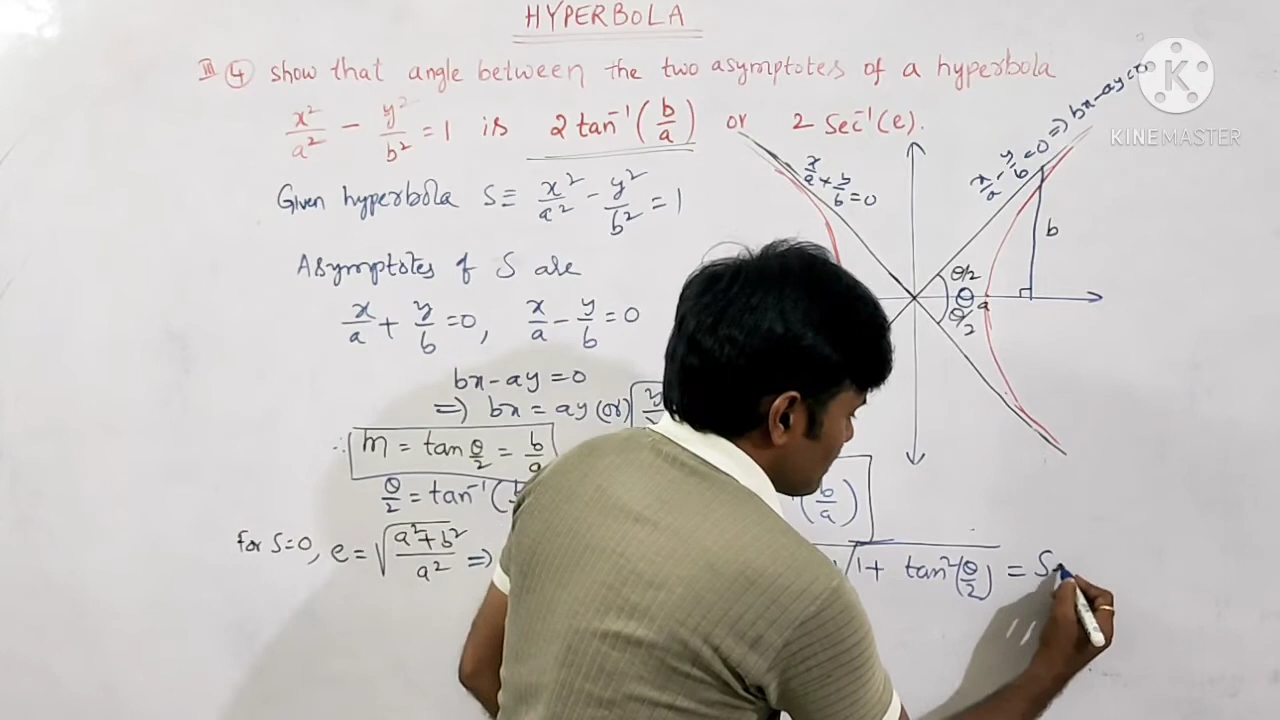 HYPERBOLA
III ④ show that angle between the two asymptotes of a hyperbola
x²/a² - y²/b² = 1 is 2 tan⁻¹(b/a) or 2 Sec⁻¹(e).
Given hyperbola S ≡ x²/a² - y²/b² = 1
Asymptotes of S are
x/a + y/b = 0, x/a - y/b = 0
bx - ay = 0
⇒ bx = ay (or)
∴ m = tan θ/2 = b/a
θ/2 = tan⁻¹(
(b/a)
For S=0, e = √(a²+b²/a²) ⇒
√1 + tan²(θ/2) = S
x/a + y/b = 0
x/a - y/b = 0 ⇒ bx - ay = 0
b
θ/2
θ
a
θ/2
K
KINEMASTER